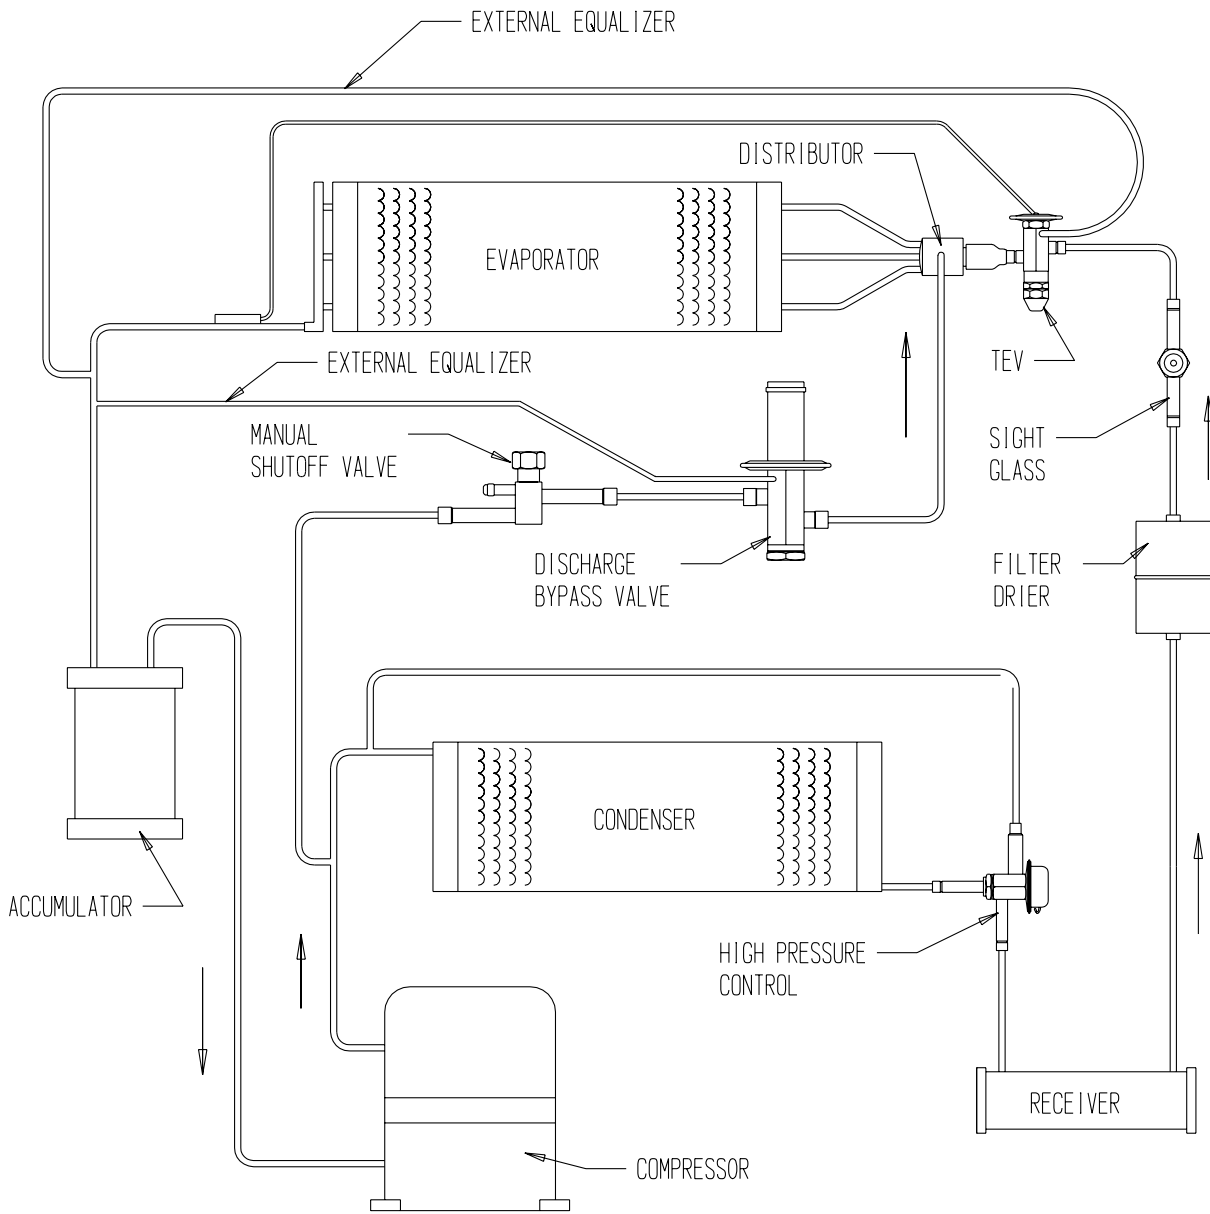 EXTERNAL EQUALIZER
DISTRIBUTOR
EVAPORATOR
TEV
EXTERNAL EQUALIZER
MANUAL
SHUTOFF VALVE
SIGHT
GLASS
DISCHARGE
BYPASS VALVE
FILTER
DRIER
CONDENSER
ACCUMULATOR
HIGH PRESSURE
CONTROL
RECEIVER
COMPRESSOR